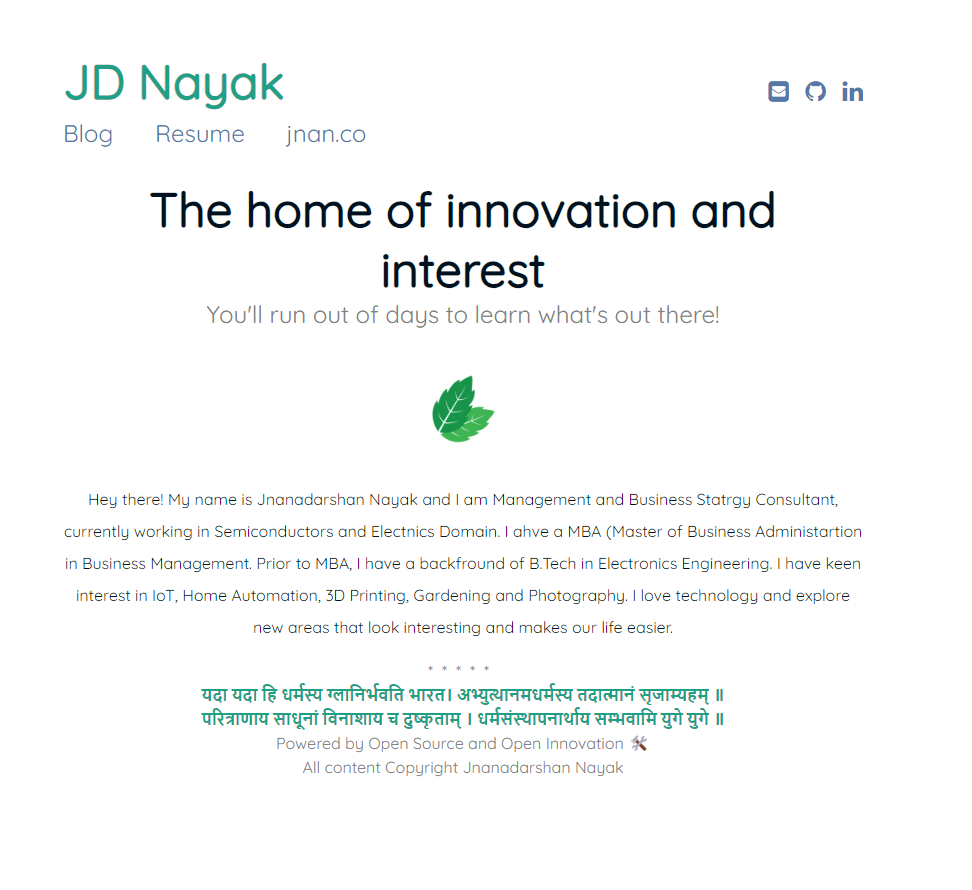 JD Nayak
Blog Resume jnan.co
The home of innovation and
interest
You'll run out of days to learn what's out there!
Hey there! My name is Jnanadarshan Nayak and I am Management and Business Statrgy Consultant,
currently working in Semiconductors and Electnics Domain. I ahve a MBA (Master of Business Administartion
in Business Management. Prior to MBA, I have a backfround of B.Tech in Electronics Engineering. I have keen
interest in IoT, Home Automation, 3D Printing, Gardening and Photography. I love technology and explore
new areas that look interesting and makes our life easier.
* * * * *
यदा यदा हि धर्मस्य ग्लानिर्भवति भारत। अभ्युत्थानमधर्मस्य तदात्मानं सृजाम्यहम् ॥
परित्राणाय साधूनां विनाशाय च दुष्कृताम् । धर्मसंस्थापनार्थाय सम्भवामि युगे युगे ॥
Powered by Open Source and Open Innovation 🛠
All content Copyright Jnanadarshan Nayak